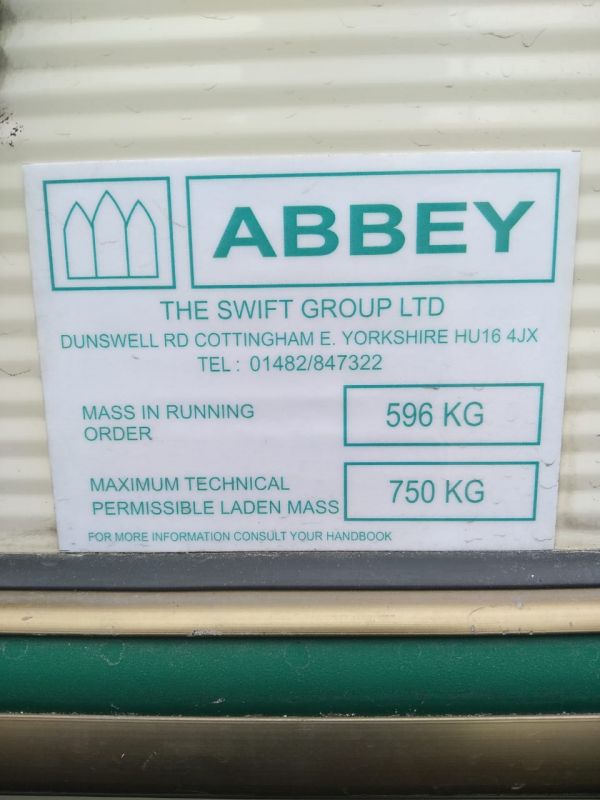 ABBEY
THE SWIFT GROUP LTD
DUNSWELL RD COTTINGHAM E. YORKSHIRE HU16 4JX
TEL : 01482/847322
MASS IN RUNNING
ORDER
596 KG
MAXIMUM TECHNICAL
PERMISSIBLE LADEN MASS
750 KG
FOR MORE INFORMATION CONSULT YOUR HANDBOOK